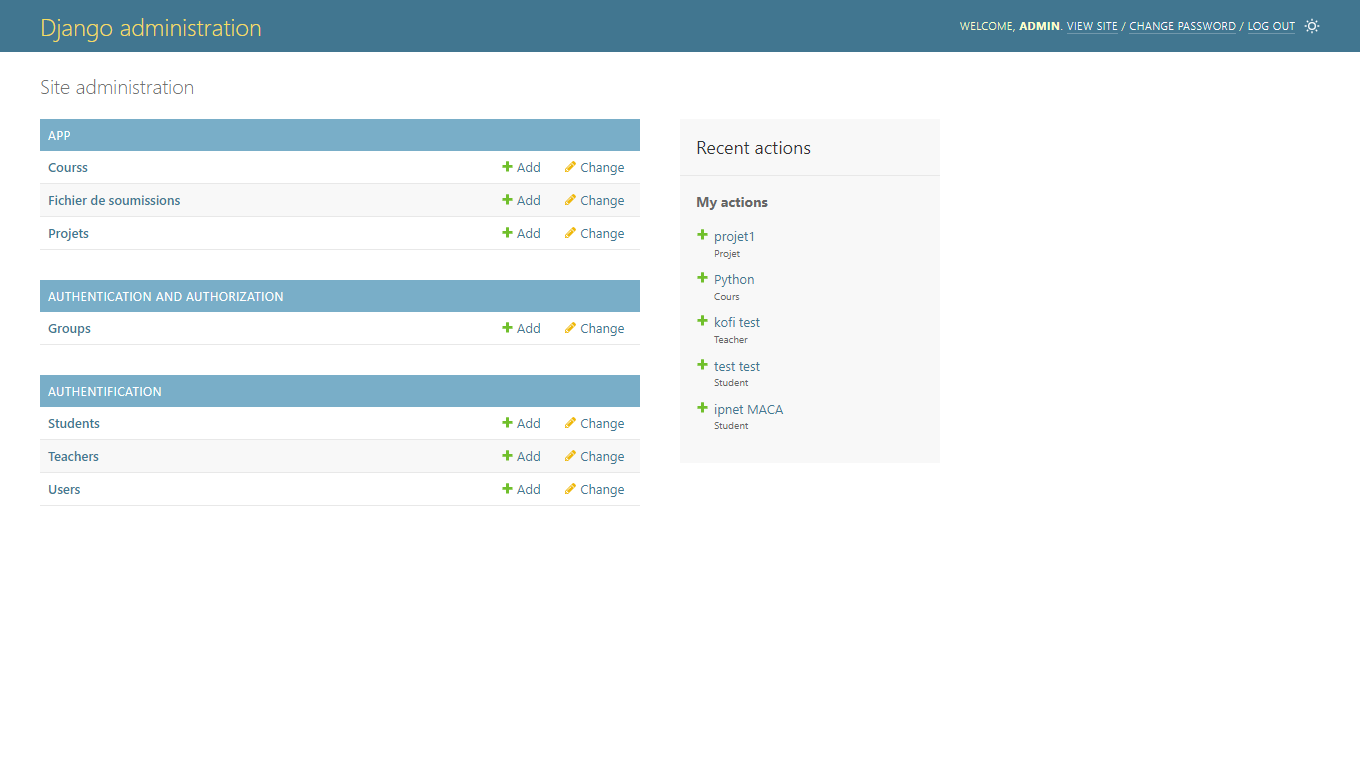 Django administration
WELCOME, ADMIN. VIEW SITE / CHANGE PASSWORD / LOG OUT
Site administration
APP
Courss Add Change
Fichier de soumissions Add Change
Projets Add Change
AUTHENTICATION AND AUTHORIZATION
Groups Add Change
AUTHENTIFICATION
Students Add Change
Teachers Add Change
Users Add Change
Recent actions
My actions
projet1
Projet
Python
Cours
kofi test
Teacher
test test
Student
ipnet MACA
Student